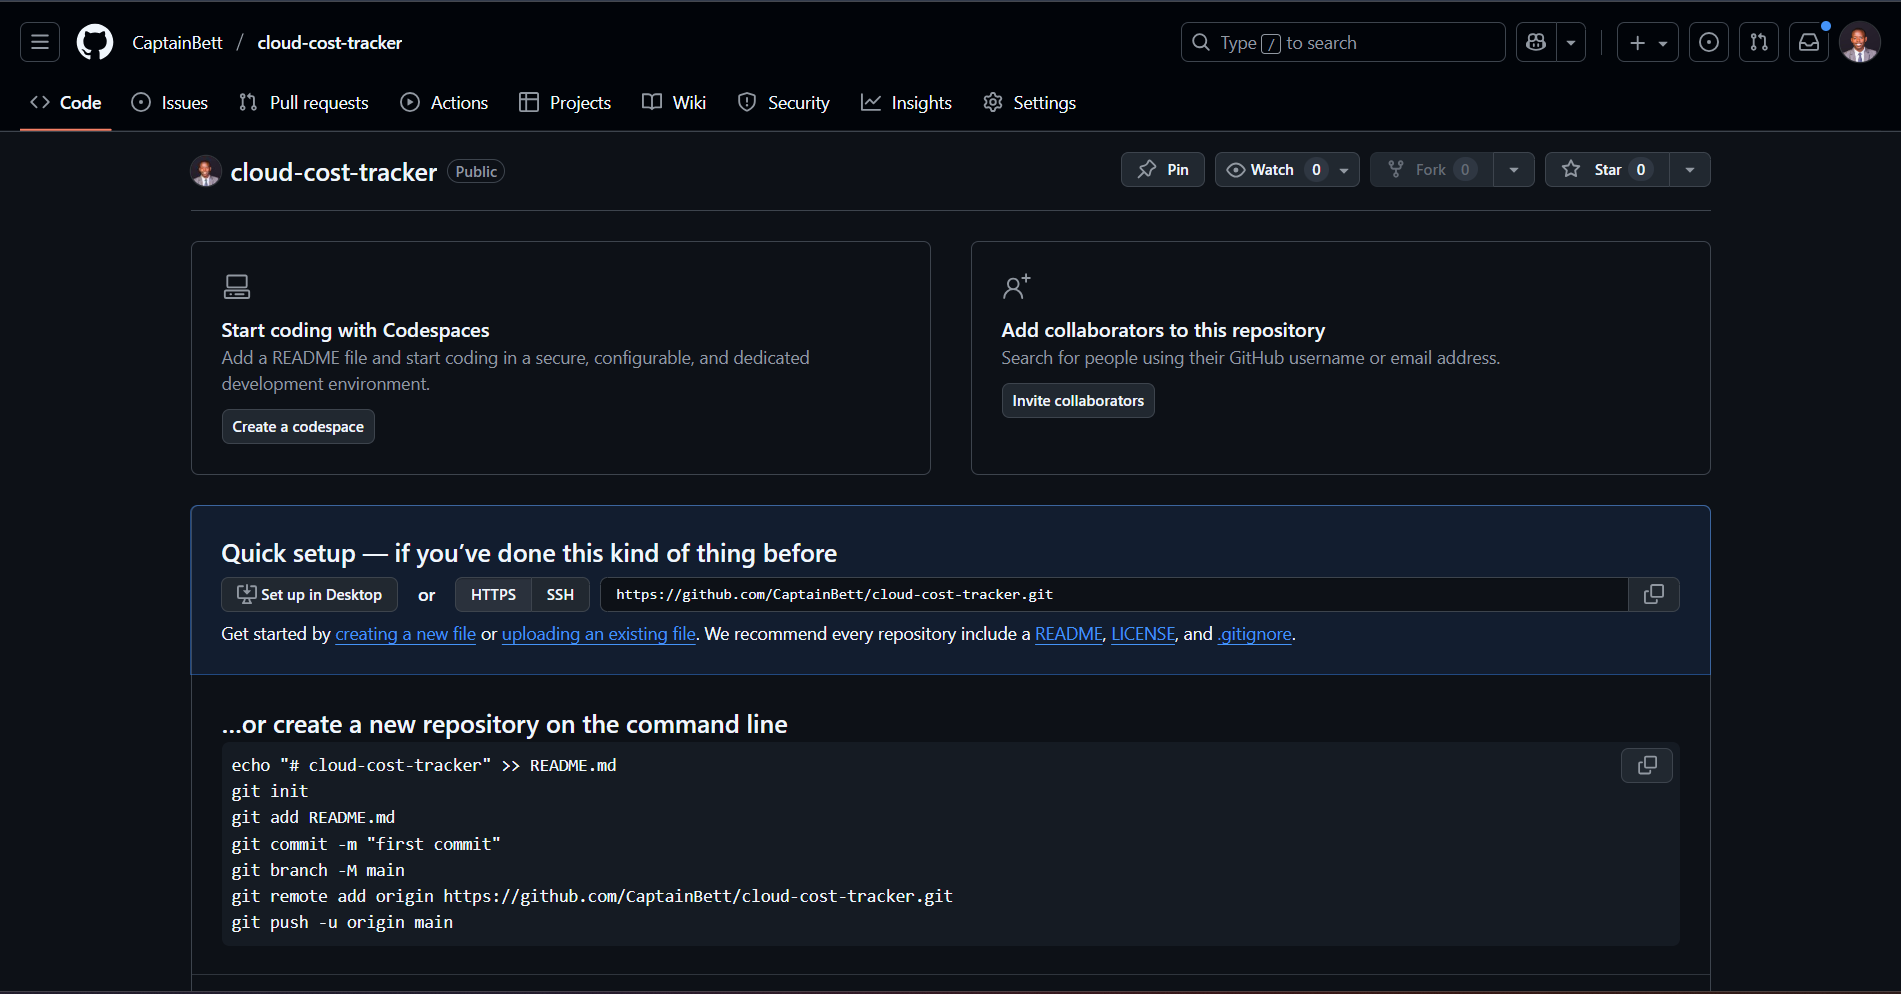 CaptainBett / cloud-cost-tracker
Type / to search
Code Issues Pull requests Actions Projects Wiki Security Insights Settings
cloud-cost-tracker Public
Pin Watch 0 Fork 0 Star 0
Start coding with Codespaces
Add a README file and start coding in a secure, configurable, and dedicated
development environment.
Create a codespace
Add collaborators to this repository
Search for people using their GitHub username or email address.
Invite collaborators
Quick setup — if you’ve done this kind of thing before
Set up in Desktop or HTTPS SSH https://github.com/CaptainBett/cloud-cost-tracker.git
Get started by creating a new file or uploading an existing file. We recommend every repository include a README, LICENSE, and .gitignore.
…or create a new repository on the command line
echo "# cloud-cost-tracker" >> README.md
git init
git add README.md
git commit -m "first commit"
git branch -M main
git remote add origin https://github.com/CaptainBett/cloud-cost-tracker.git
git push -u origin main